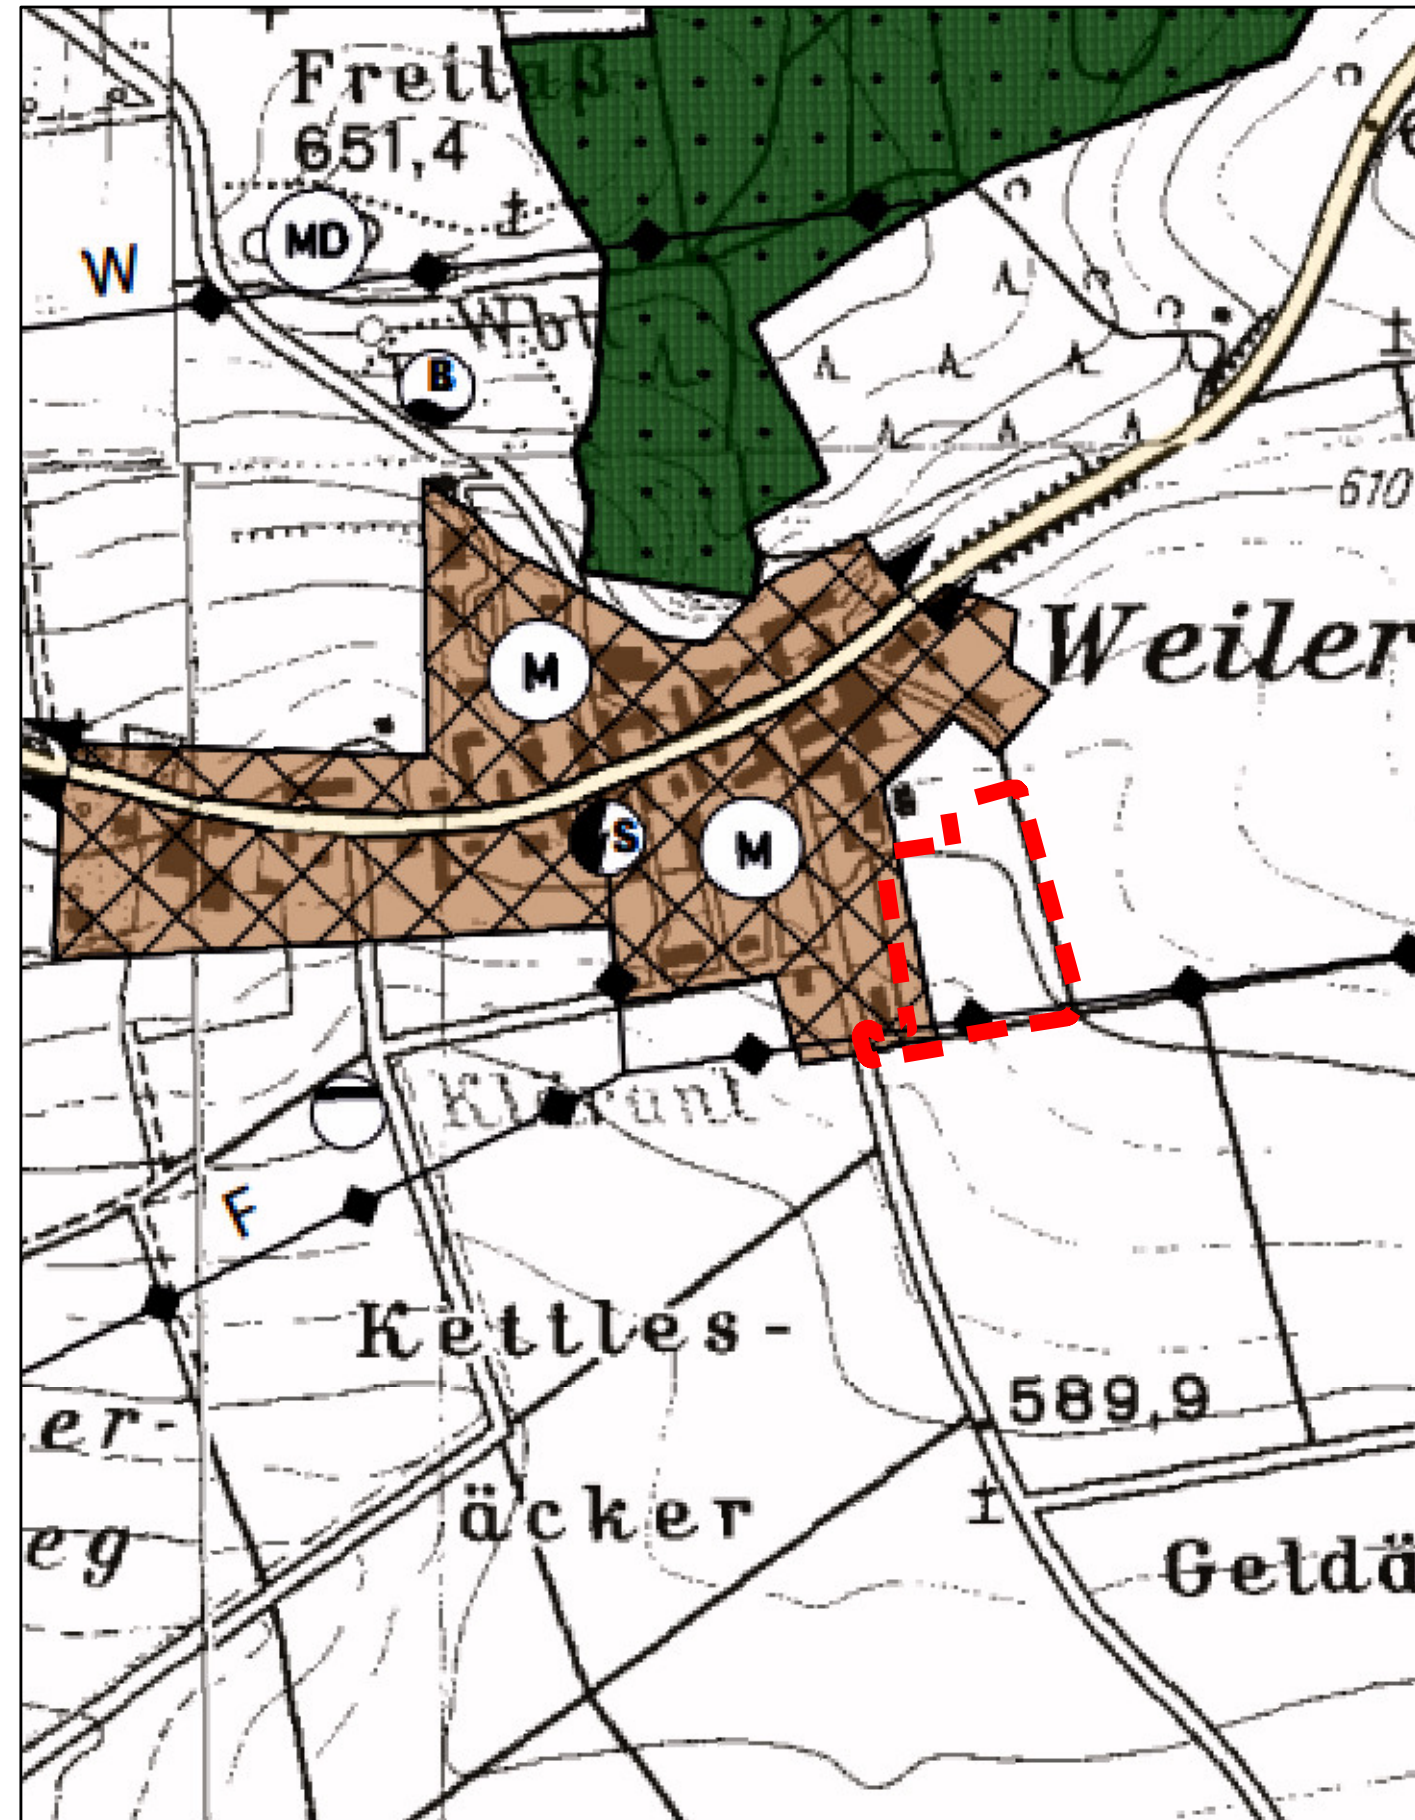 Freilaß
651,4
MD
W
B
610
M
Weiler
S
M
F
Kettles-
589,9
er-
äcker
eg
Geldä